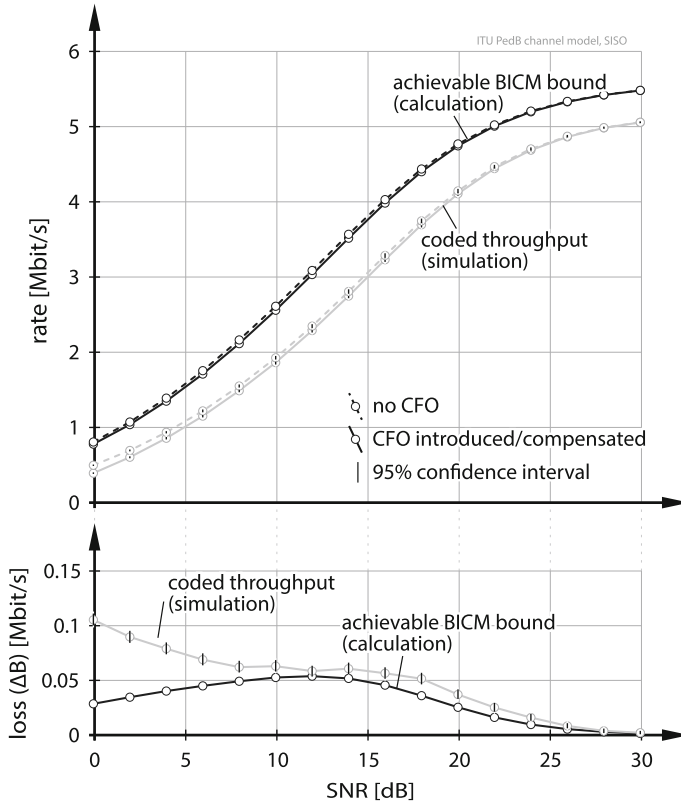 ITU PedB channel model, SISO
6
5
4
3
2
1
0
rate [Mbit/s]
achievable BICM bound
(calculation)
coded throughput
(simulation)
no CFO
CFO introduced/compensated
95% confidence interval
0.15
0.1
0.05
0
loss (ΔB) [Mbit/s]
coded throughput
(simulation)
achievable BICM bound
(calculation)
0 5 10 15 20 25 30
SNR [dB]